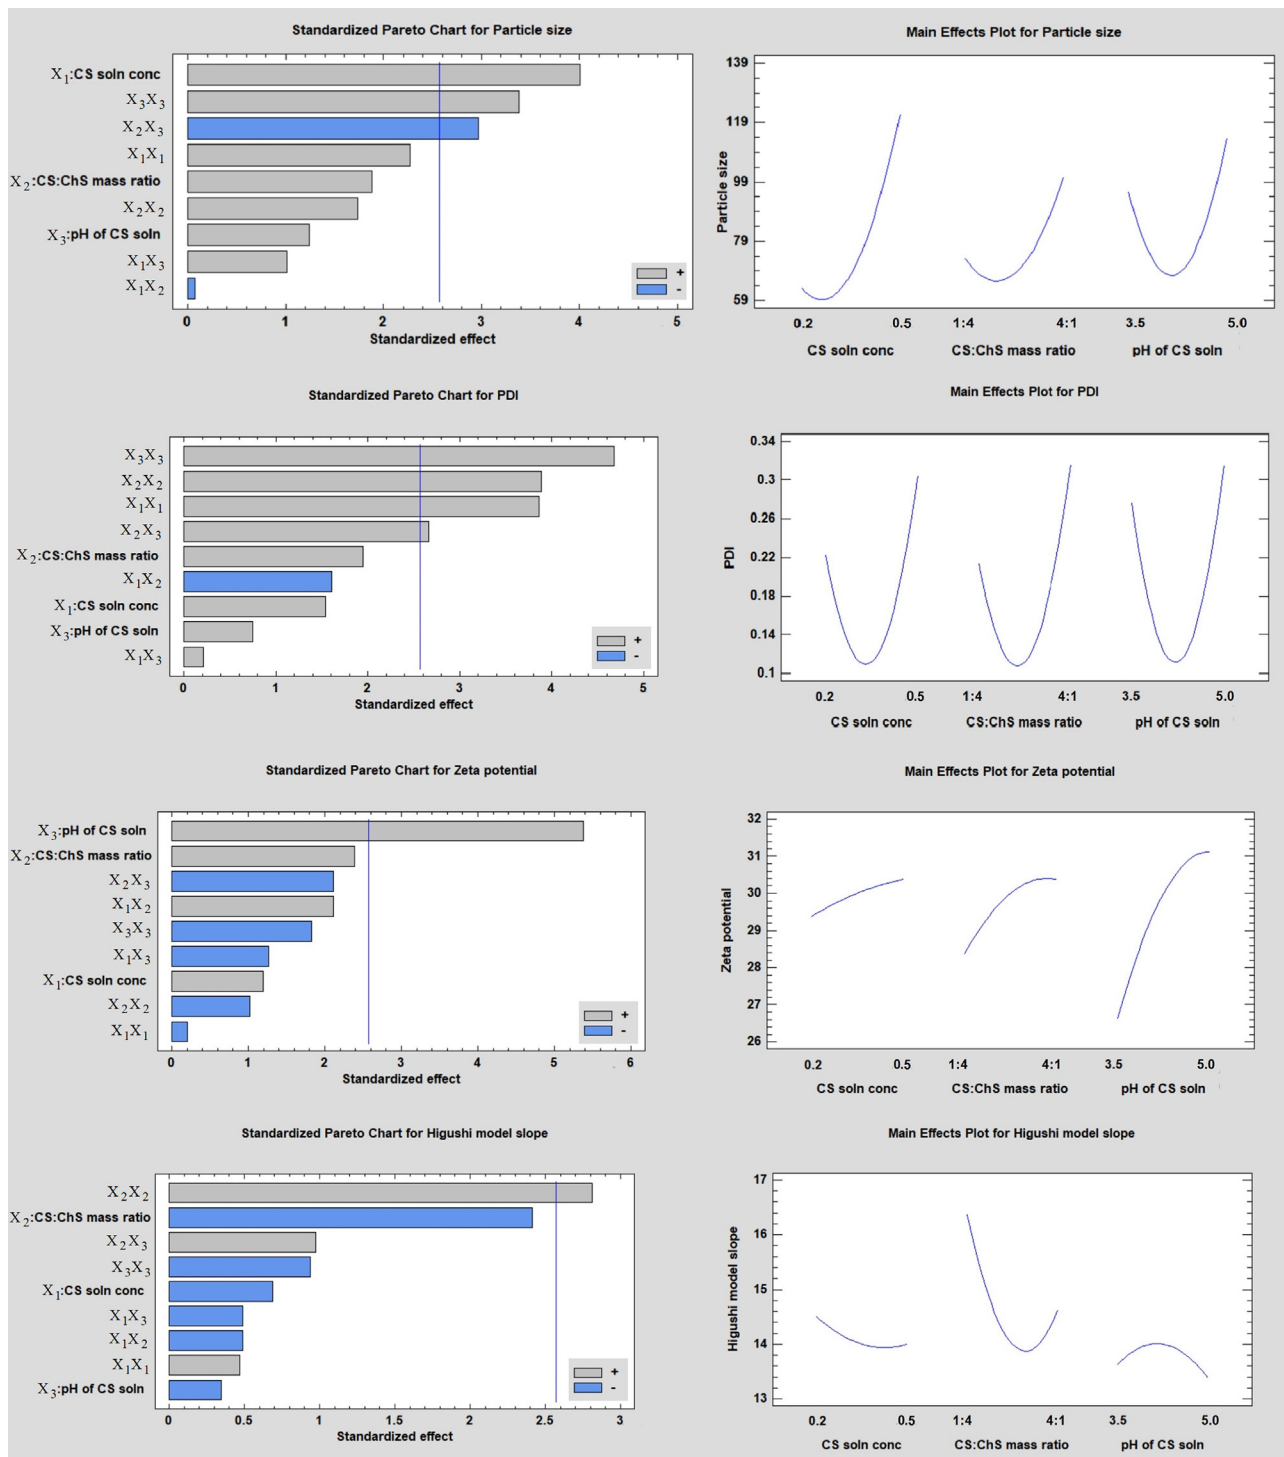 Standardized Pareto Chart for Particle size
X1:CS soln conc
X3X3
X2X3
X1X1
X2:CS:ChS mass ratio
X2X2
X3:pH of CS soln
X1X3
X1X2
+
-
0 1 2 3 4 5
Standardized effect
Main Effects Plot for Particle size
Particle size
139
119
99
79
59
0.2 0.5 1:4 4:1 3.5 5.0
CS soln conc CS:ChS mass ratio pH of CS soln
Standardized Pareto Chart for PDI
X3X3
X2X2
X1X1
X2X3
X2:CS:ChS mass ratio
X1X2
X1:CS soln conc
X3:pH of CS soln
X1X3
+
-
0 1 2 3 4 5
Standardized effect
Main Effects Plot for PDI
PDI
0.34
0.3
0.26
0.22
0.18
0.14
0.1
0.2 0.5 1:4 4:1 3.5 5.0
CS soln conc CS:ChS mass ratio pH of CS soln
Standardized Pareto Chart for Zeta potential
X3:pH of CS soln
X2:CS:ChS mass ratio
X2X3
X1X2
X3X3
X1X3
X1:CS soln conc
X2X2
X1X1
+
-
0 1 2 3 4 5 6
Standardized effect
Main Effects Plot for Zeta potential
Zeta potential
32
31
30
29
28
27
26
0.2 0.5 1:4 4:1 3.5 5.0
CS soln conc CS:ChS mass ratio pH of CS soln
Standardized Pareto Chart for Higushi model slope
X2X2
X2:CS:ChS mass ratio
X2X3
X3X3
X1:CS soln conc
X1X3
X1X2
X1X1
X3:pH of CS soln
+
-
0 0.5 1 1.5 2 2.5 3
Standardized effect
Main Effects Plot for Higushi model slope
Higushi model slope
17
16
15
14
13
0.2 0.5 1:4 4:1 3.5 5.0
CS soln conc CS:ChS mass ratio pH of CS soln